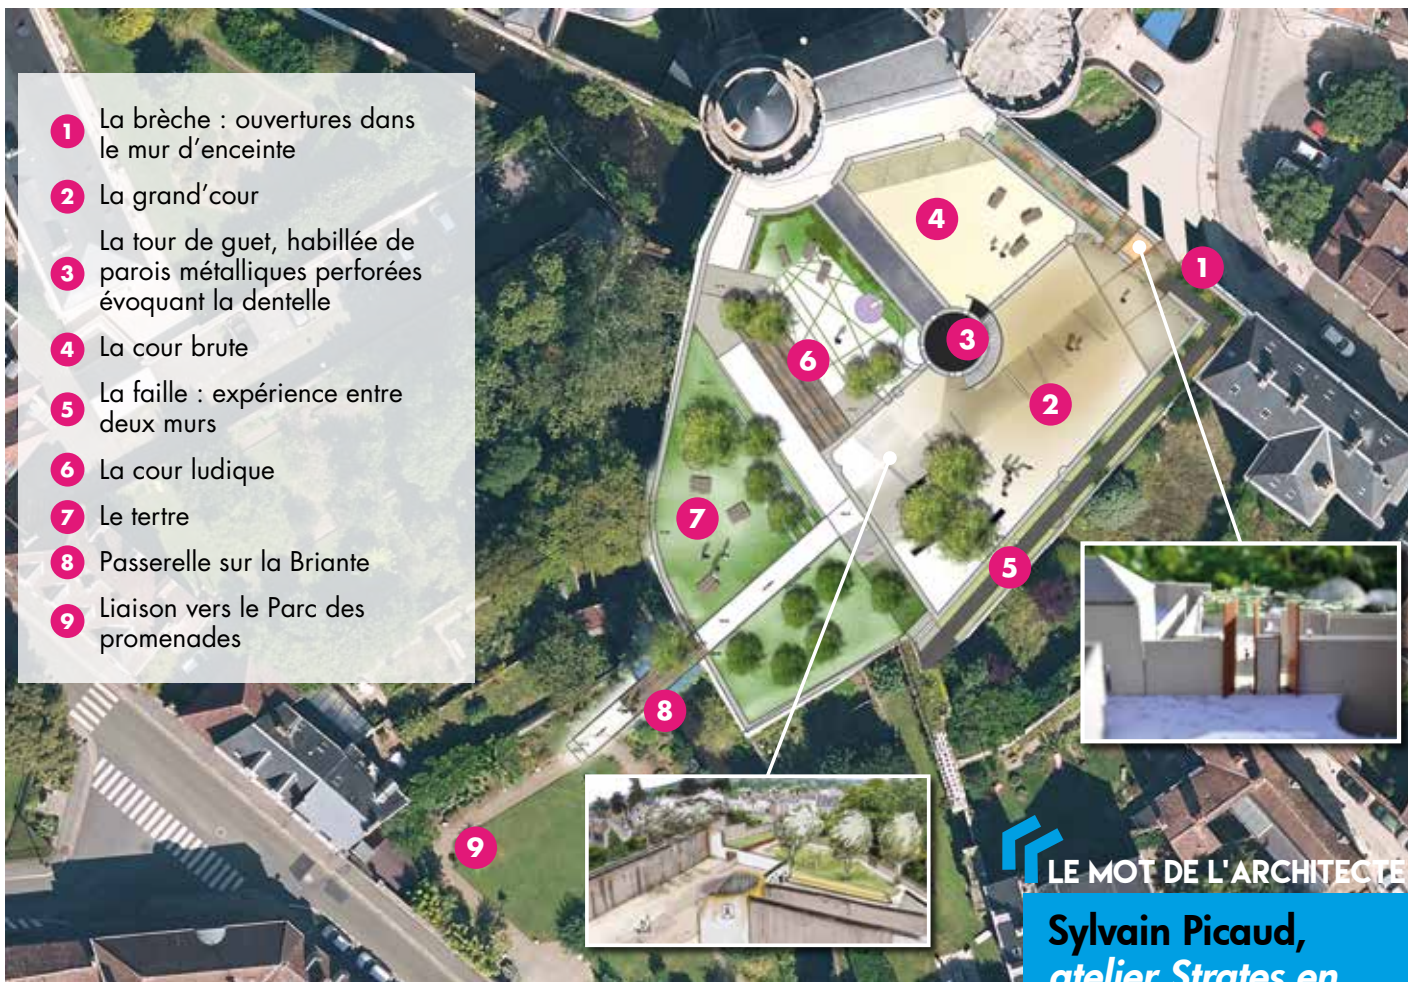 1 La brèche : ouvertures dans
le mur d'enceinte
2 La grand'cour
La tour de guet, habillée de
3 parois métalliques perforées
évoquant la dentelle
4 La cour brute
5 La faille : expérience entre
deux murs
6 La cour ludique
7 Le tertre
8 Passerelle sur la Briante
9 Liaison vers le Parc des
promenades
4
1
3
6
2
7
5
8
9
LE MOT DE L'ARCHITECTE
Sylvain Picaud,
atelier Strates en